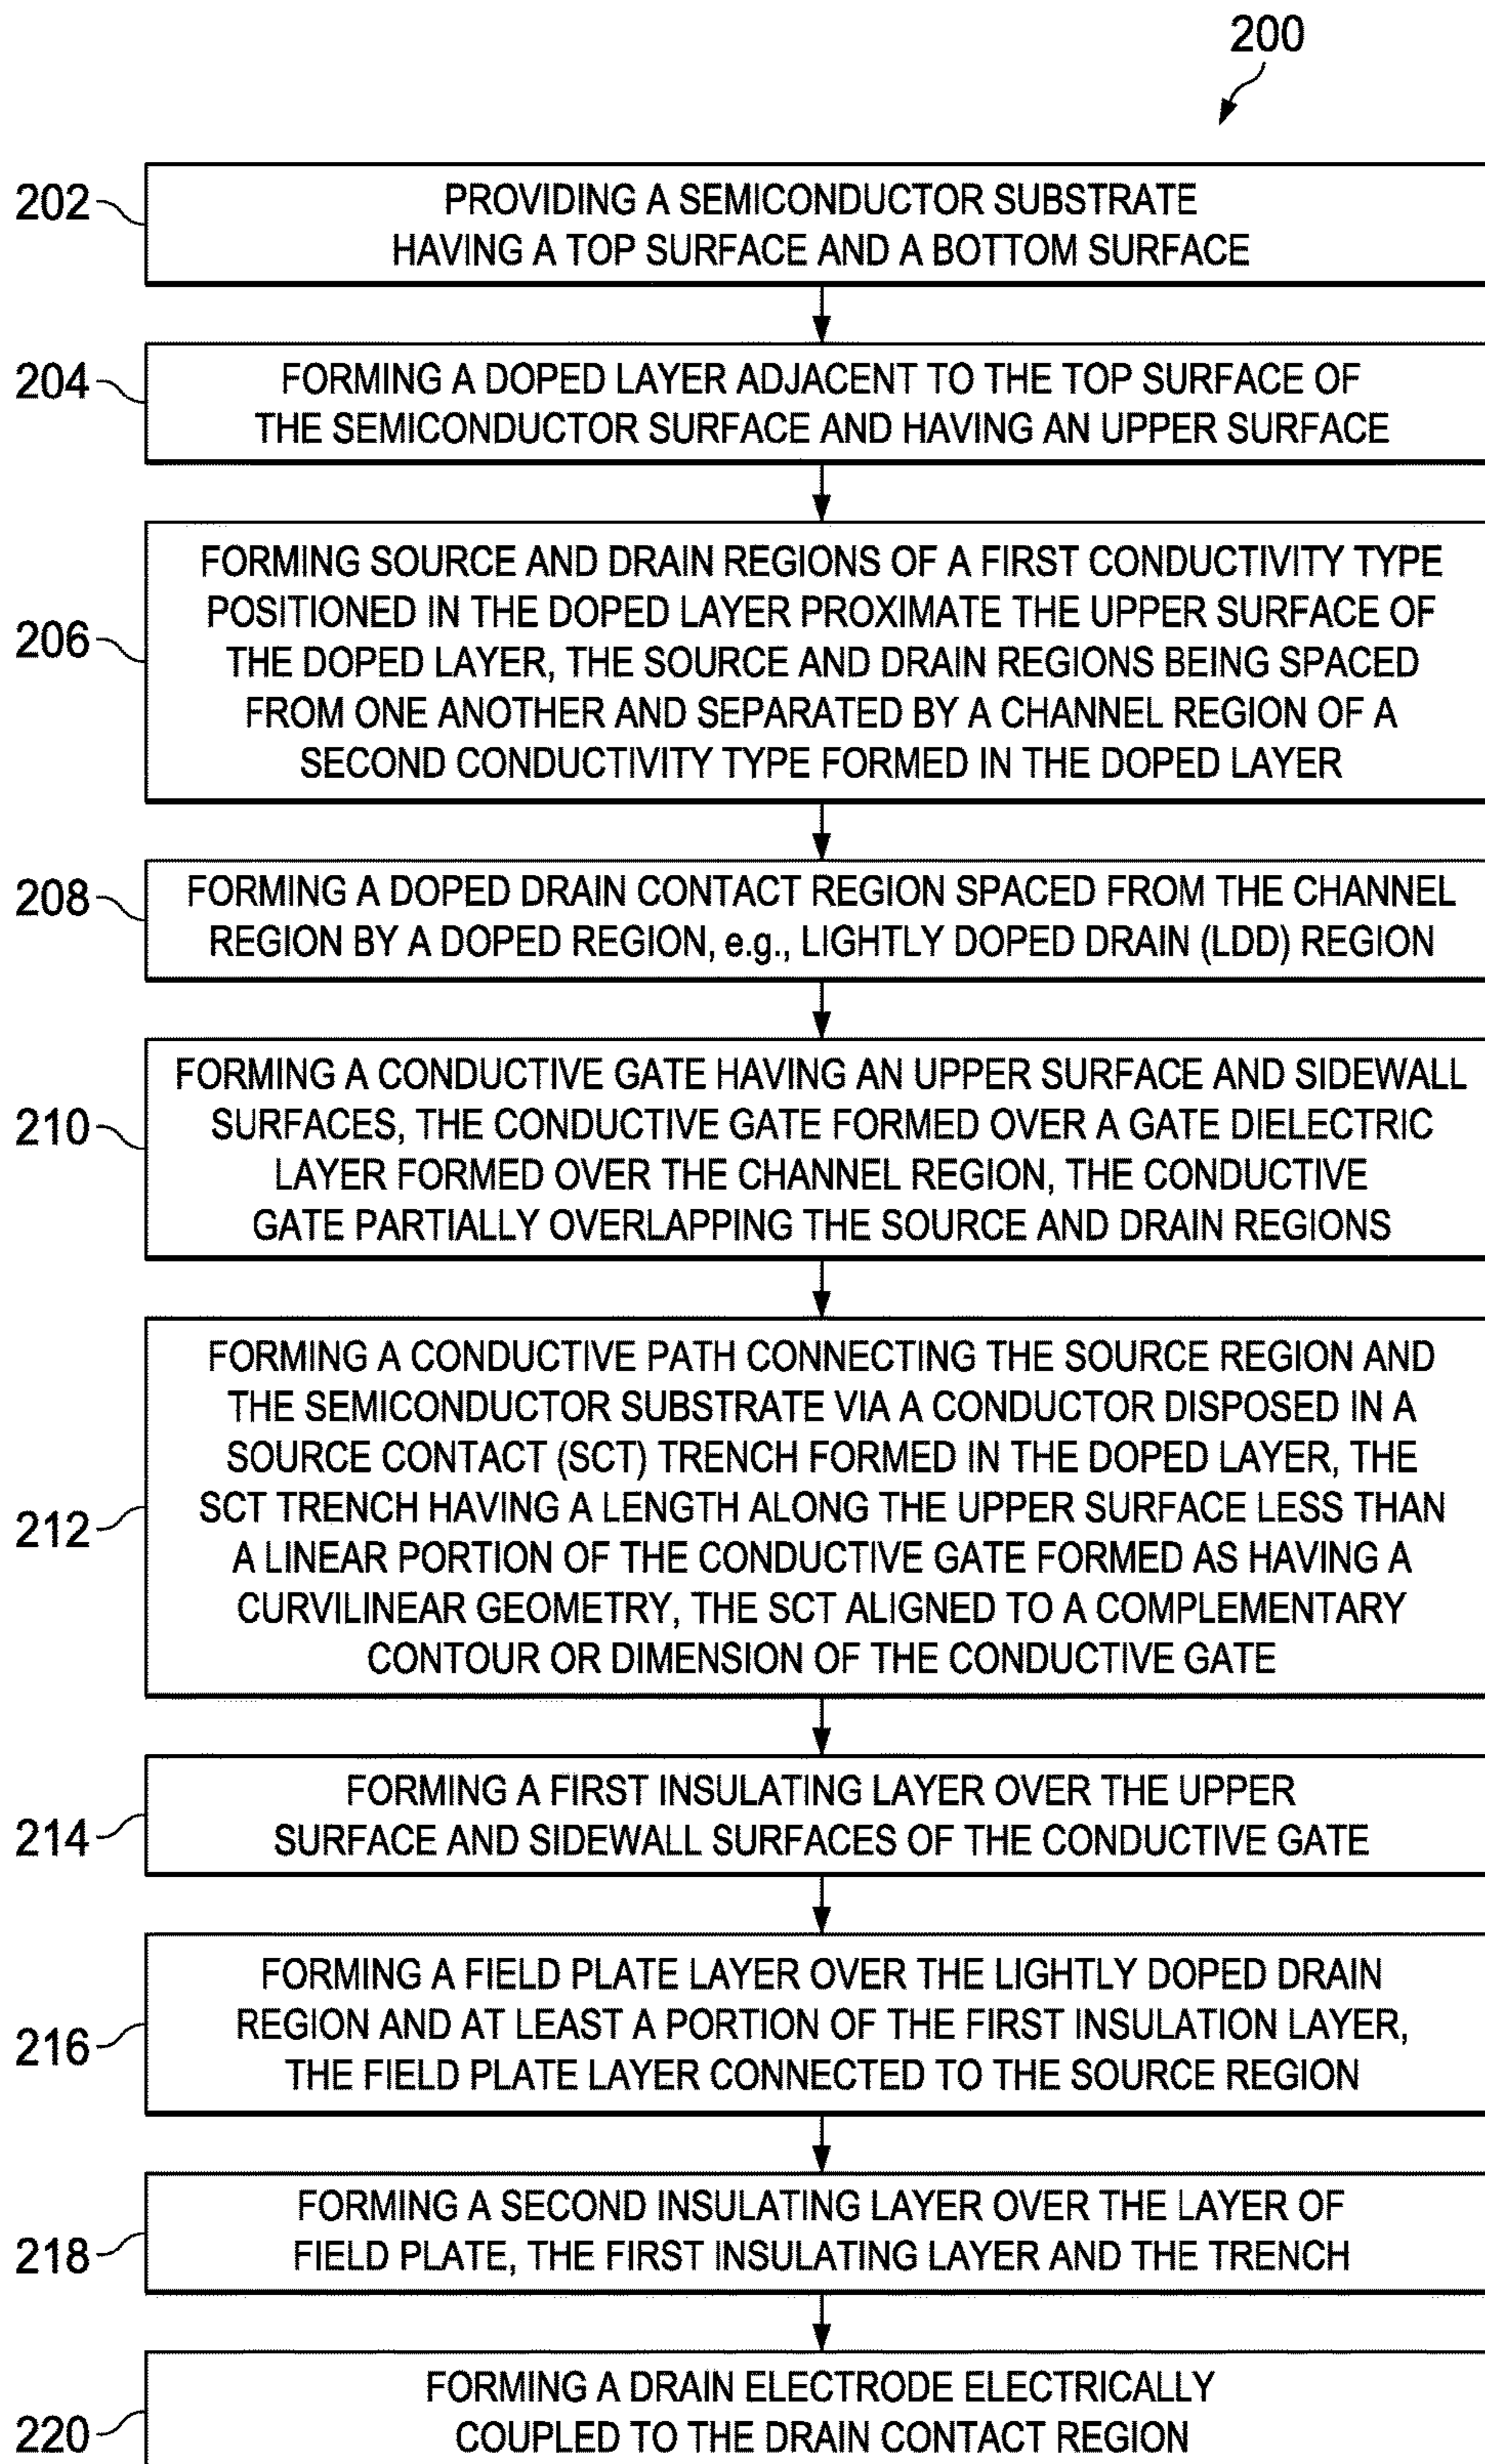 200
202
PROVIDING A SEMICONDUCTOR SUBSTRATE
HAVING A TOP SURFACE AND A BOTTOM SURFACE
204
FORMING A DOPED LAYER ADJACENT TO THE TOP SURFACE OF
THE SEMICONDUCTOR SURFACE AND HAVING AN UPPER SURFACE
206
FORMING SOURCE AND DRAIN REGIONS OF A FIRST CONDUCTIVITY TYPE
POSITIONED IN THE DOPED LAYER PROXIMATE THE UPPER SURFACE OF
THE DOPED LAYER, THE SOURCE AND DRAIN REGIONS BEING SPACED
FROM ONE ANOTHER AND SEPARATED BY A CHANNEL REGION OF A
SECOND CONDUCTIVITY TYPE FORMED IN THE DOPED LAYER
208
FORMING A DOPED DRAIN CONTACT REGION SPACED FROM THE CHANNEL
REGION BY A DOPED REGION, e.g., LIGHTLY DOPED DRAIN (LDD) REGION
210
FORMING A CONDUCTIVE GATE HAVING AN UPPER SURFACE AND SIDEWALL
SURFACES, THE CONDUCTIVE GATE FORMED OVER A GATE DIELECTRIC
LAYER FORMED OVER THE CHANNEL REGION, THE CONDUCTIVE
GATE PARTIALLY OVERLAPPING THE SOURCE AND DRAIN REGIONS
212
FORMING A CONDUCTIVE PATH CONNECTING THE SOURCE REGION AND
THE SEMICONDUCTOR SUBSTRATE VIA A CONDUCTOR DISPOSED IN A
SOURCE CONTACT (SCT) TRENCH FORMED IN THE DOPED LAYER, THE
SCT TRENCH HAVING A LENGTH ALONG THE UPPER SURFACE LESS THAN
A LINEAR PORTION OF THE CONDUCTIVE GATE FORMED AS HAVING A
CURVILINEAR GEOMETRY, THE SCT ALIGNED TO A COMPLEMENTARY
CONTOUR OR DIMENSION OF THE CONDUCTIVE GATE
214
FORMING A FIRST INSULATING LAYER OVER THE UPPER
SURFACE AND SIDEWALL SURFACES OF THE CONDUCTIVE GATE
216
FORMING A FIELD PLATE LAYER OVER THE LIGHTLY DOPED DRAIN
REGION AND AT LEAST A PORTION OF THE FIRST INSULATION LAYER,
THE FIELD PLATE LAYER CONNECTED TO THE SOURCE REGION
218
FORMING A SECOND INSULATING LAYER OVER THE LAYER OF
FIELD PLATE, THE FIRST INSULATING LAYER AND THE TRENCH
220
FORMING A DRAIN ELECTRODE ELECTRICALLY
COUPLED TO THE DRAIN CONTACT REGION